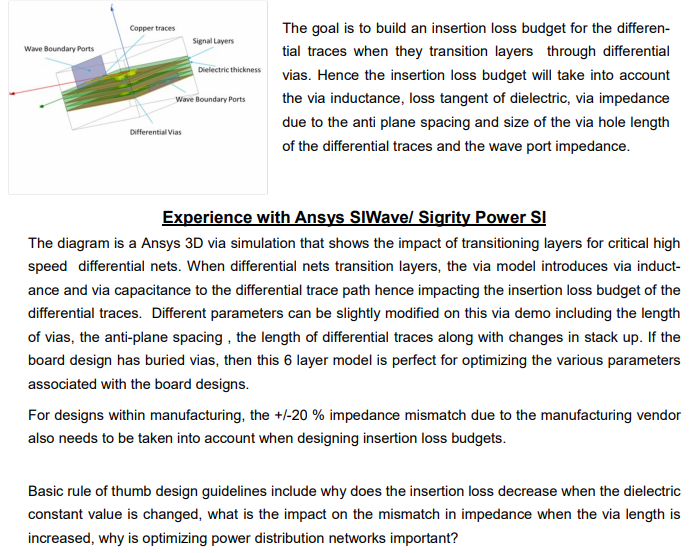 Copper traces
Signal Layers
Wave Boundary Ports
Dielectric thickness
Wave Boundary Ports
Differential Vias
The goal is to build an insertion loss budget for the differen-
tial traces when they transition layers through differential
vias. Hence the insertion loss budget will take into account
the via inductance, loss tangent of dielectric, via impedance
due to the anti plane spacing and size of the via hole length
of the differential traces and the wave port impedance.
Experience with Ansys SIWave/ Sigrity Power SI
The diagram is a Ansys 3D via simulation that shows the impact of transitioning layers for critical high
speed differential nets. When differential nets transition layers, the via model introduces via induct-
ance and via capacitance to the differential trace path hence impacting the insertion loss budget of the
differential traces. Different parameters can be slightly modified on this via demo including the length
of vias, the anti-plane spacing , the length of differential traces along with changes in stack up. If the
board design has buried vias, then this 6 layer model is perfect for optimizing the various parameters
associated with the board designs.
For designs within manufacturing, the +/-20 % impedance mismatch due to the manufacturing vendor
also needs to be taken into account when designing insertion loss budgets.
Basic rule of thumb design guidelines include why does the insertion loss decrease when the dielectric
constant value is changed, what is the impact on the mismatch in impedance when the via length is
increased, why is optimizing power distribution networks important?